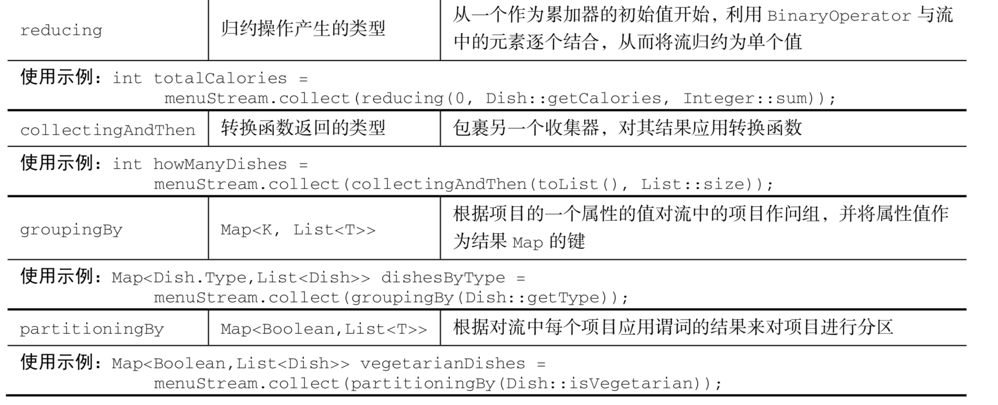 reducing 归约操作产生的类型 从一个作为累加器的初始值开始，利用 BinaryOperator 与流
中的元素逐个结合，从而将流归约为单个值
使用示例：int totalCalories =
menuStream.collect(reducing(0, Dish::getCalories, Integer::sum));
collectingAndThen 转换函数返回的类型 包裹另一个收集器，对其结果应用转换函数
使用示例：int howManyDishes =
menuStream.collect(collectingAndThen(toList(), List::size));
groupingBy Map<K, List<T>> 根据项目的一个属性的值对流中的项目作问组，并将属性值作
为结果 Map 的键
使用示例：Map<Dish.Type,List<Dish>> dishesByType =
menuStream.collect(groupingBy(Dish::getType));
partitioningBy Map<Boolean,List<T>> 根据对流中每个项目应用谓词的结果来对项目进行分区
使用示例：Map<Boolean,List<Dish>> vegetarianDishes =
menuStream.collect(partitioningBy(Dish::isVegetarian));